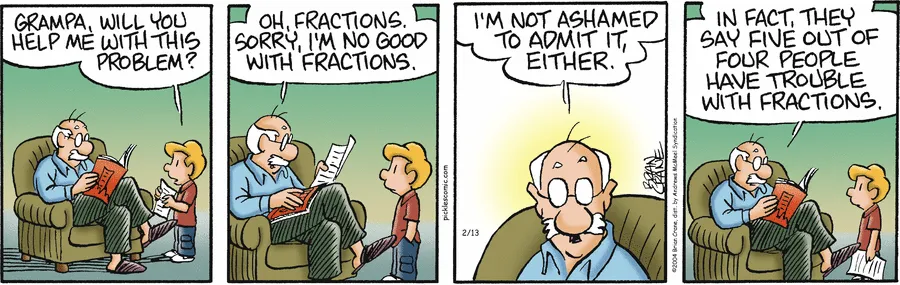 GRAMPA, WILL YOU
HELP ME WITH THIS
PROBLEM?
OH, FRACTIONS.
SORRY, I'M NO GOOD
WITH FRACTIONS.
picklescomic.com
I'M NOT ASHAMED
TO ADMIT IT,
EITHER.
BRIAN
CRANE
2/13
©2004 Brian Crane, distr. by Andrews McMeel Syndication
IN FACT, THEY
SAY FIVE OUT OF
FOUR PEOPLE
HAVE TROUBLE
WITH FRACTIONS.